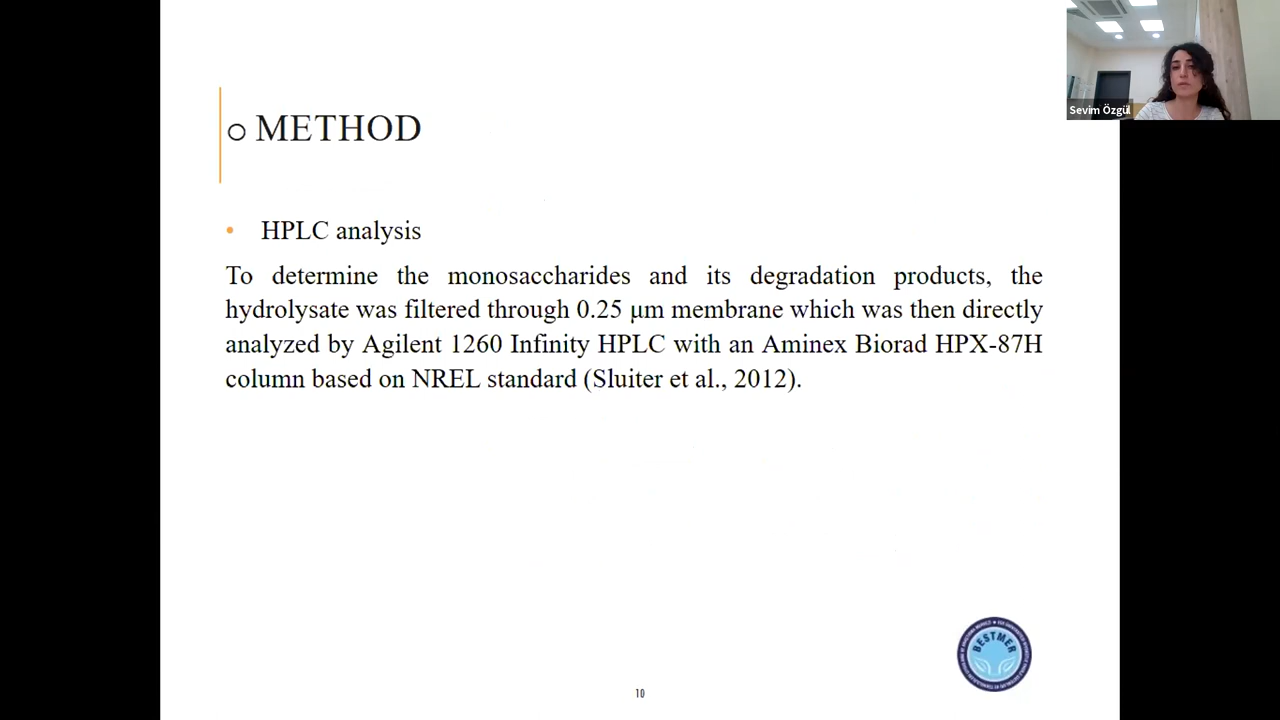 Sevim Özgül
○ METHOD
• HPLC analysis
To determine the monosaccharides and its degradation products, the
hydrolysate was filtered through 0.25 μm membrane which was then directly
analyzed by Agilent 1260 Infinity HPLC with an Aminex Biorad HPX-87H
column based on NREL standard (Sluiter et al., 2012).
BESTMER
10